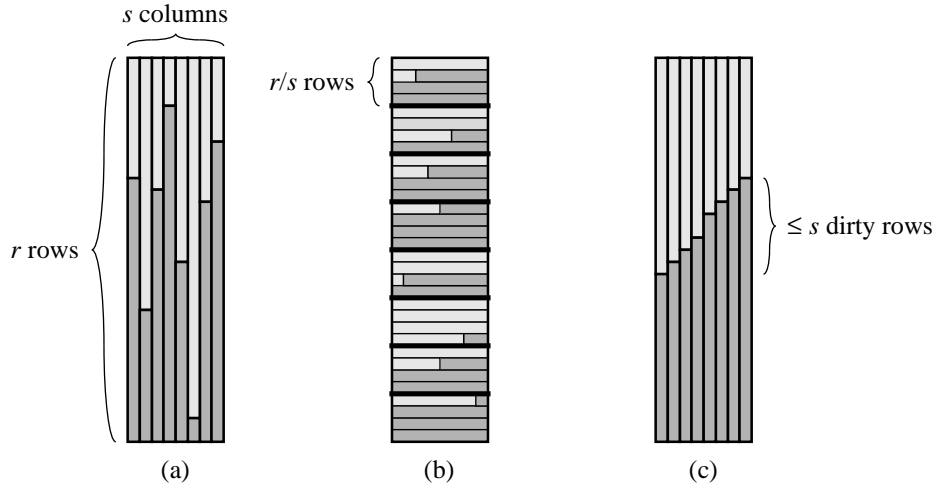 s columns
r/s rows
r rows
≤ s dirty rows
(a)
(b)
(c)